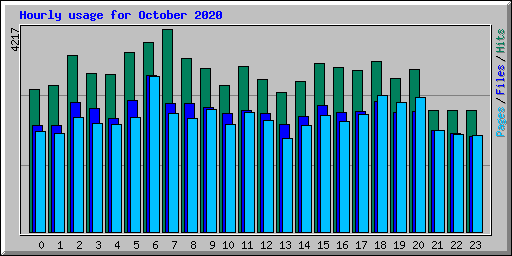 Hourly usage for October 2020
4217
Pages/Files/Hits
0 1 2 3 4 5 6 7 8 9 10 11 12 13 14 15 16 17 18 19 20 21 22 23